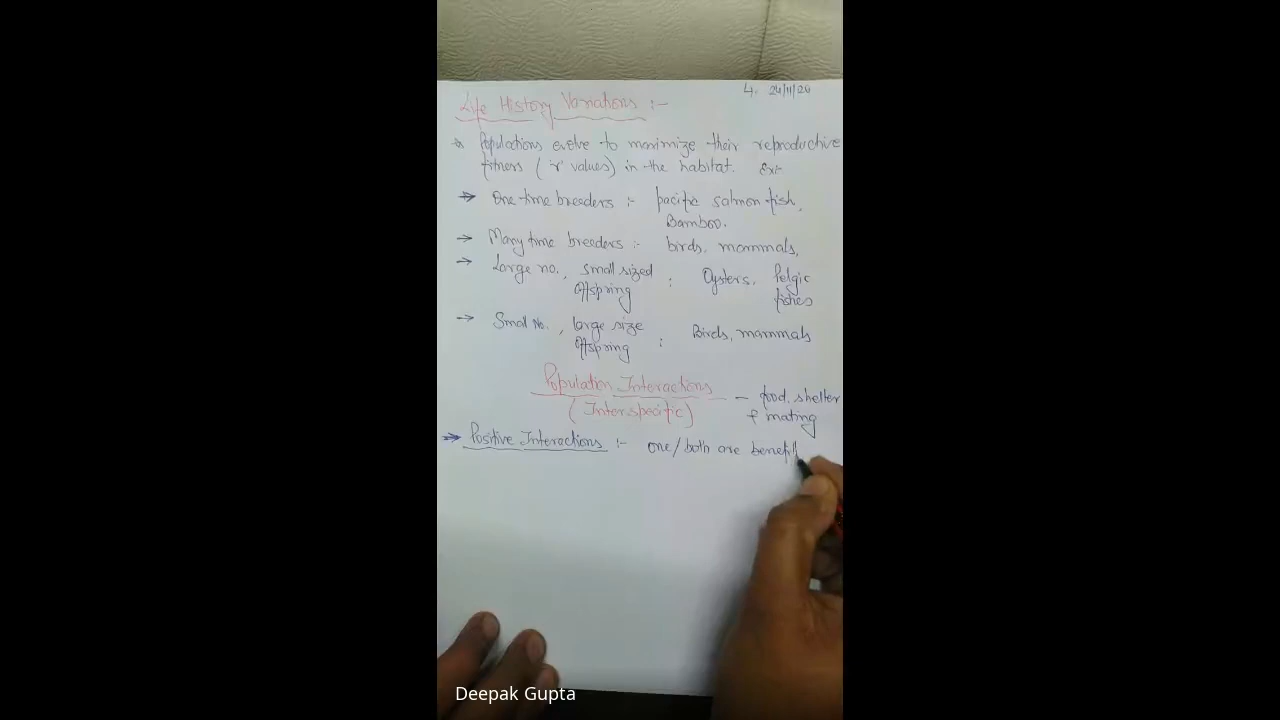 4. 24/11/20
Life History Variations :-
Populations evolve to maximize their reproductive
fitness ('r' values) in the habitat. Ex:-
→ One time breeders :- pacific salmon fish,
Bamboo.
→ Many time breeders :- birds, mammals,
→ Large no., small sized : Oysters, Pelgic
offspring fishes
→ Small No., large size : Birds, mammals
offspring
Population Interactions — food, shelter
(Interspecific) & mating
→ Positive Interactions :- one/both are benefi
Deepak Gupta